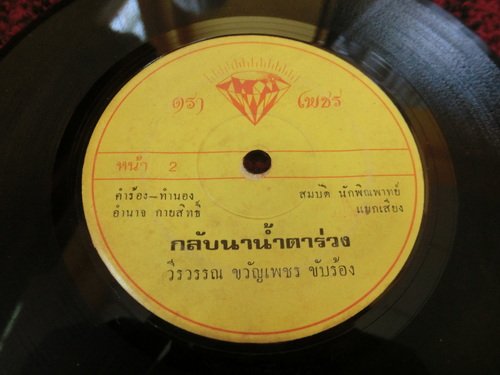 ตรา เพชร
หน้า 2
คำร้อง-ทำนอง
อำนาจ กายสิทธิ์
สมบัติ นักพิณพาทย์
แยกเสียง
กลับนาน้ำตาร่วง
วีรวรรณ ขวัญเพชร ขับร้อง